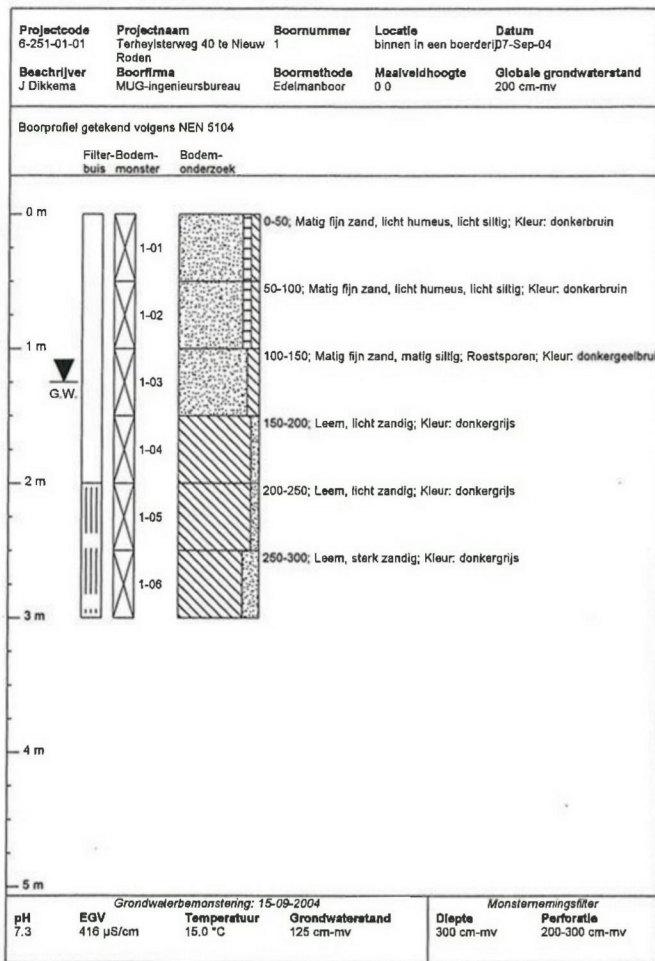 Projectcode Projectnaam Boornummer Locatie Datum
6-251-01-01 Terheylsterweg 40 te Nieuw Roden 1 binnen in een boerderij 07-Sep-04
Beschrijver Boorfirma Boormethode Maaiveldhoogte Globale grondwaterstand
J Dikkema MUG-ingenieursbureau Edelmanboor 0 0 200 cm-mv
Boorprofiel getekend volgens NEN 5104
Filter- Bodem- Bodem-
buis monster onderzoek
0 m
0-50; Matig fijn zand, licht humeus, licht siltig; Kleur: donkerbruin
1-01
50-100; Matig fijn zand, licht humeus, licht siltig; Kleur: donkerbruin
1-02
1 m
100-150; Matig fijn zand, matig siltig; Roestsporen; Kleur: donkergeelbrui
G.W.
1-03
150-200; Leem, licht zandig; Kleur: donkergrijs
1-04
2 m
200-250; Leem, licht zandig; Kleur: donkergrijs
1-05
250-300; Leem, sterk zandig; Kleur: donkergrijs
1-06
3 m
4 m
5 m
Grondwaterbemonstering: 15-09-2004 Monsternemingsfilter
pH EGV Temperatuur Grondwaterstand Diepte Perforatie
7.3 416 µS/cm 15.0 °C 125 cm-mv 300 cm-mv 200-300 cm-mv